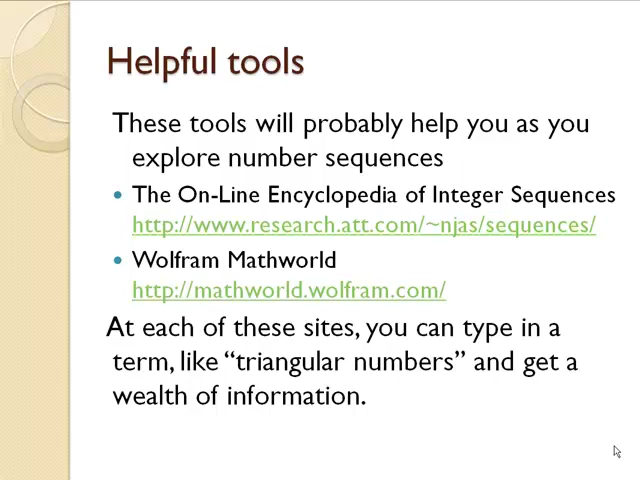 Helpful tools
These tools will probably help you as you
explore number sequences
• The On-Line Encyclopedia of Integer Sequences
http://www.research.att.com/~njas/sequences/
• Wolfram Mathworld
http://mathworld.wolfram.com/
At each of these sites, you can type in a
term, like “triangular numbers” and get a
wealth of information.